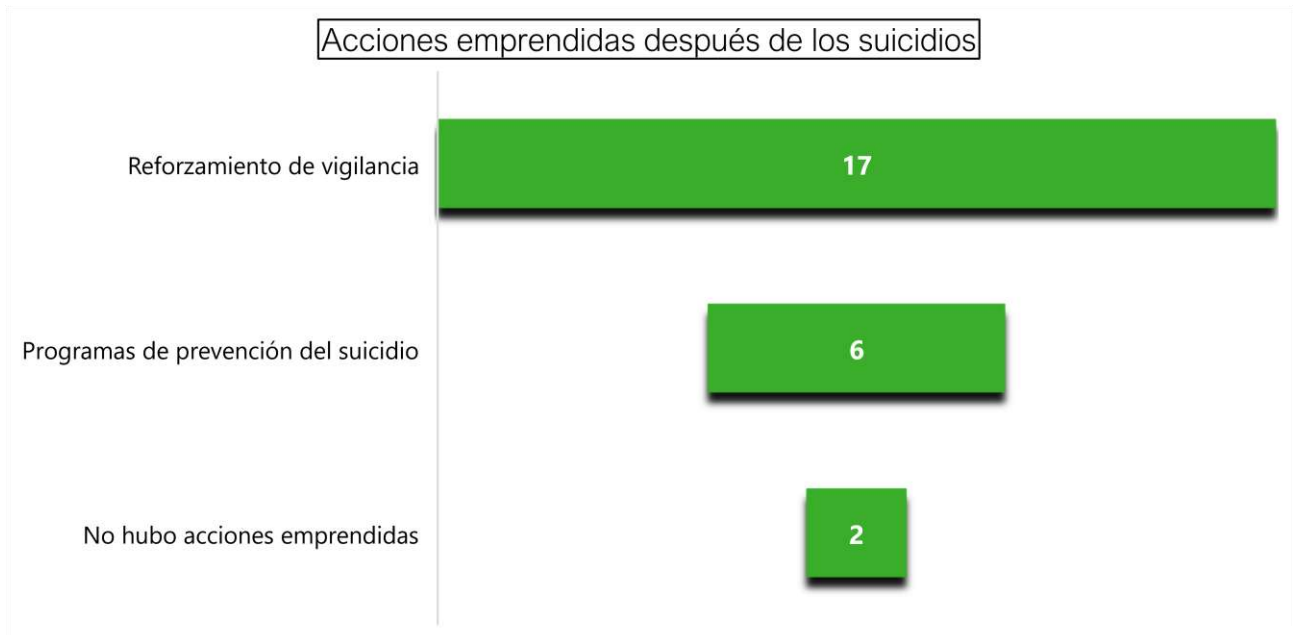 Acciones emprendidas después de los suicidios
Reforzamiento de vigilancia
17
Programas de prevención del suicidio
6
No hubo acciones emprendidas
2